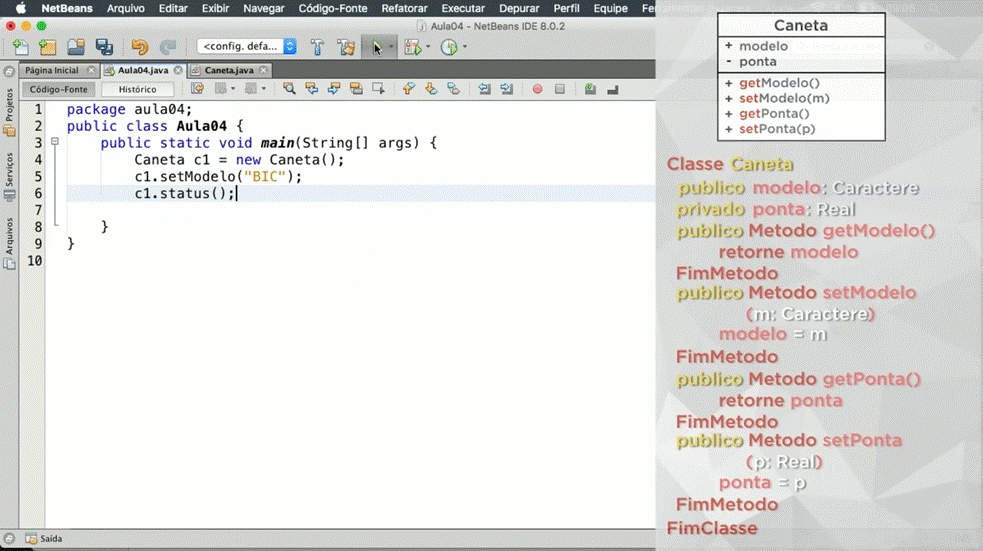 NetBeans Arquivo Editar Exibir Navegar Código-Fonte Refatorar Executar Depurar Perfil Equipe
Aula04 - NetBeans IDE 8.0.2
<config. defa...
Página Inicial Aula04.java Caneta.java
Código-Fonte Histórico
Projetos
Serviços
Arquivos
1 package aula04;
2 public class Aula04 {
3 public static void main(String[] args) {
4 Caneta c1 = new Caneta();
5 c1.setModelo("BIC");
6 c1.status();
7
8 }
9 }
10
Saída
Caneta
+ modelo
- ponta
+ getModelo()
+ setModelo(m)
+ getPonta()
+ setPonta(p)
Classe Caneta
publico modelo: Caractere
privado ponta: Real
publico Metodo getModelo()
retorne modelo
FimMetodo
publico Metodo setModelo
(m: Caractere)
modelo = m
FimMetodo
publico Metodo getPonta()
retorne ponta
FimMetodo
publico Metodo setPonta
(p: Real)
ponta = p
FimMetodo
FimClasse